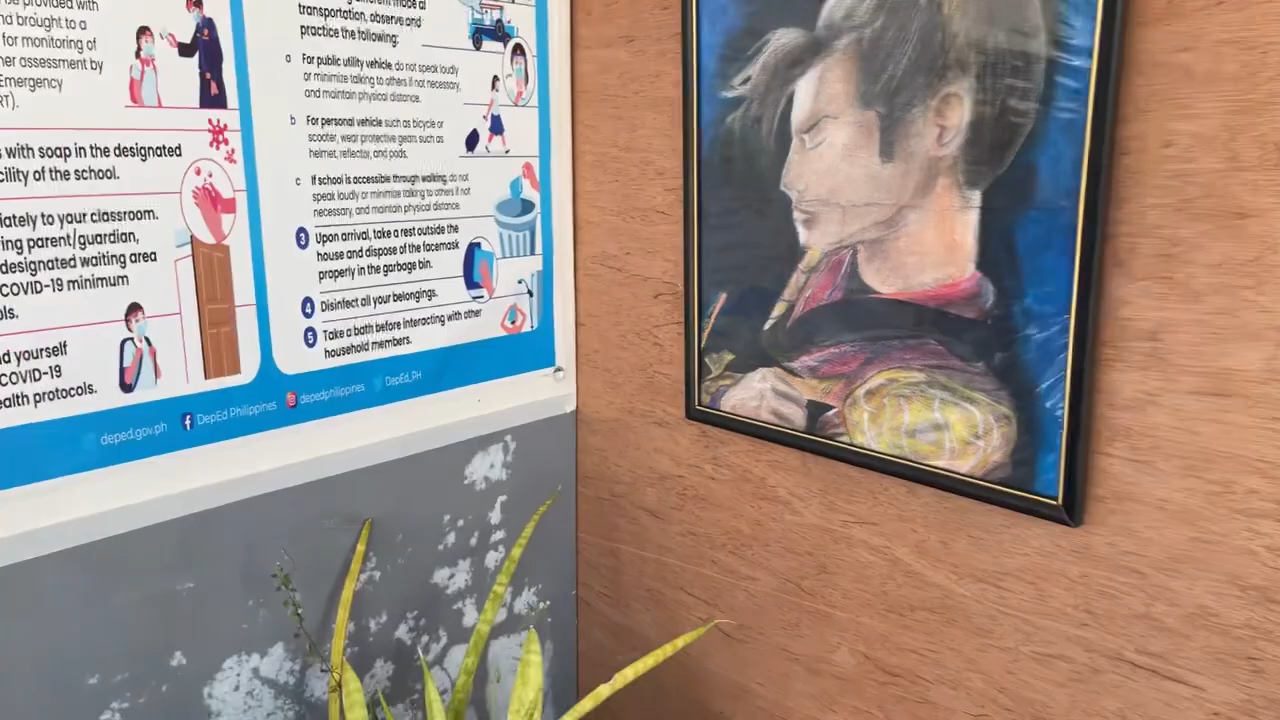 be provided with
nd brought to a
for monitoring of
her assessment by
Emergency
RT).
s with soap in the designated
cility of the school.
iately to your classroom.
ing parent/guardian,
designated waiting area
COVID-19 minimum
ols.
d yourself
COVID-19
ealth protocols.
transportation, observe and
practice the following:
a For public utility vehicle, do not speak loudly
or minimize talking to others if not necessary,
and maintain physical distance.
b For personal vehicle such as bicycle or
scooter, wear protective gears such as
helmet, reflector, and pads.
c If school is accessible through walking, do not
speak loudly or minimize talking to others if not
necessary, and maintain physical distance.
3 Upon arrival, take a rest outside the
house and dispose of the facemask
properly in the garbage bin.
4 Disinfect all your belongings.
5 Take a bath before interacting with other
household members.
deped.gov.ph DepEd Philippines depedphilippines DepEd_PH